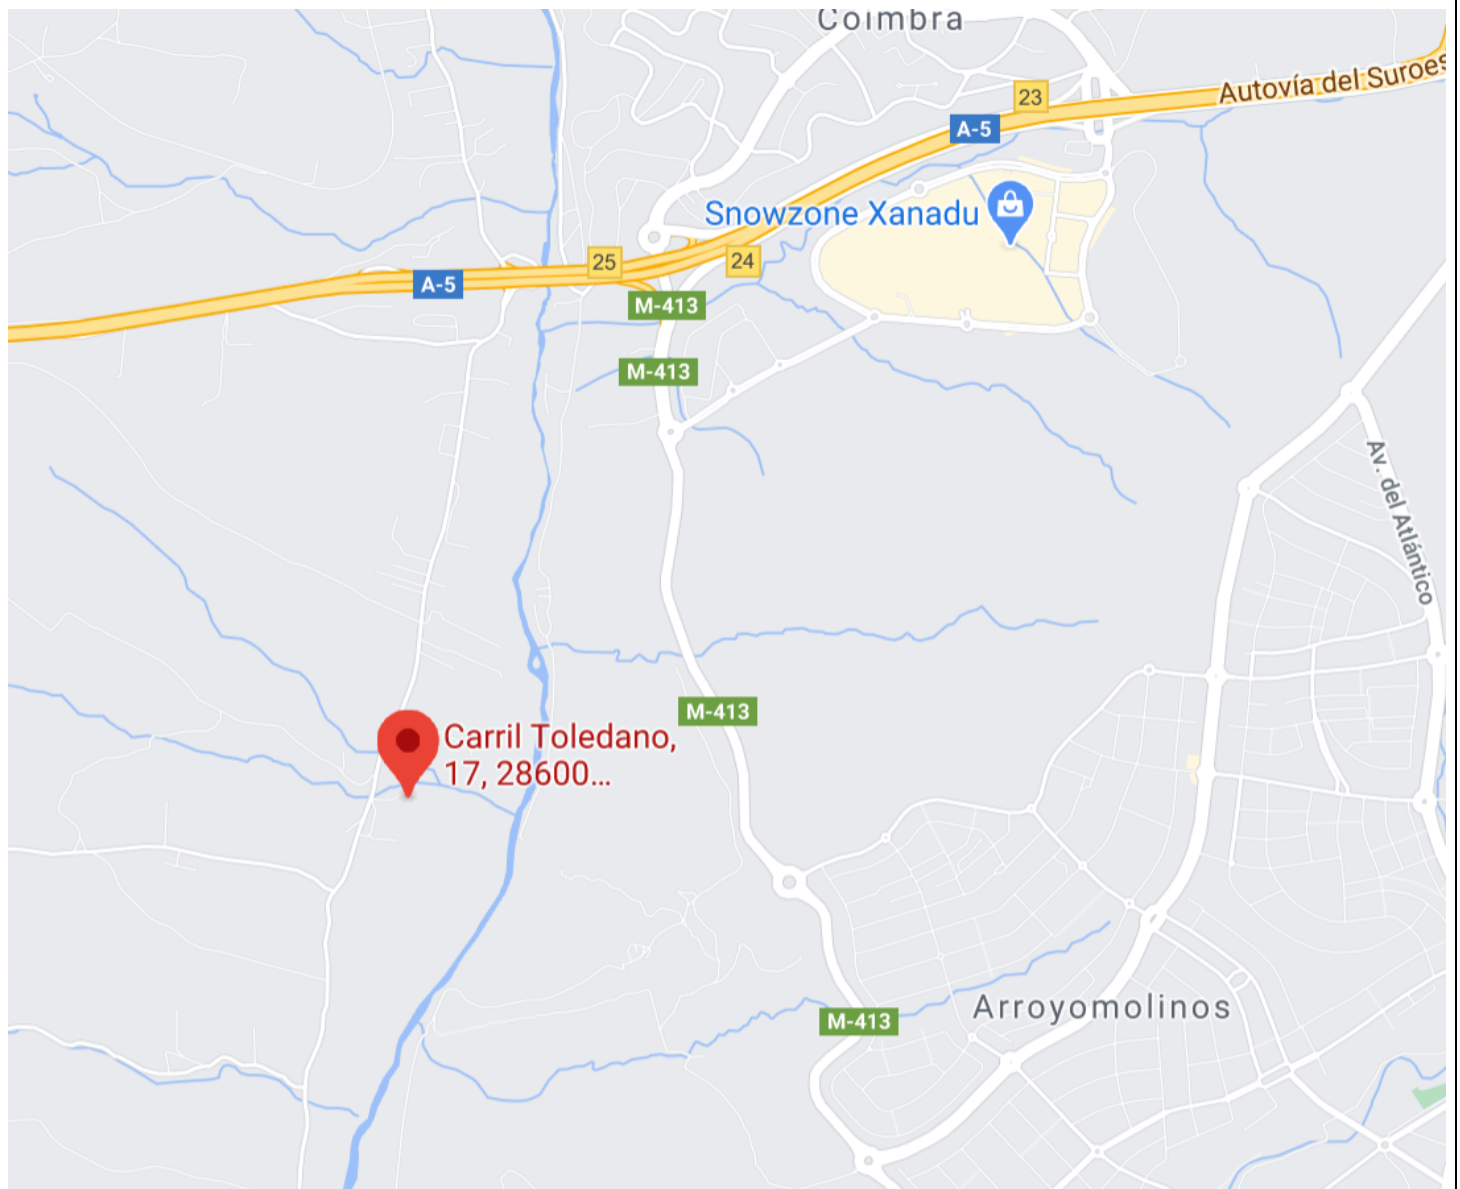 Coimbra
23
Autovía del Suroes
A-5
Snowzone Xanadu
25
24
A-5
M-413
M-413
Av. del Atlántico
M-413
Carril Toledano,
17, 28600...
Arroyomolinos
M-413